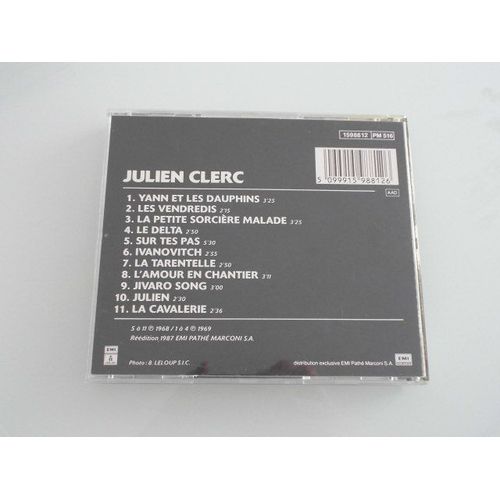 1598812 PM 516
5 099915 988126
AAD
JULIEN CLERC
1. YANN ET LES DAUPHINS 3'25
2. LES VENDREDIS 2'15
3. LA PETITE SORCIÈRE MALADE 3'25
4. LE DELTA 2'50
5. SUR TES PAS 5'30
6. IVANOVITCH 3'55
7. LA TARENTELLE 2'50
8. L'AMOUR EN CHANTIER 3'11
9. JIVARO SONG 3'00
10. JULIEN 2'30
11. LA CAVALERIE 2'36
5 à 11 ℗ 1968 / 1 à 4 ℗ 1969
Réédition 1987 EMI PATHÉ MARCONI S.A.
EMI
Photo : B. LELOUP S.I.C.
distribution exclusive EMI Pathé Marconi S.A.
EMI